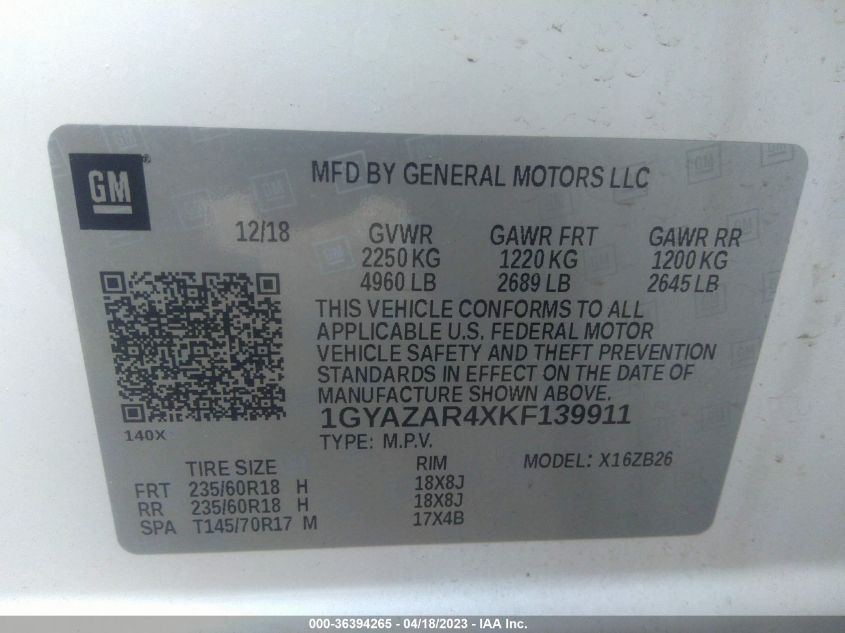 GM ®
MFD BY GENERAL MOTORS LLC
12/18 GVWR GAWR FRT GAWR RR
2250 KG 1220 KG 1200 KG
4960 LB 2689 LB 2645 LB
THIS VEHICLE CONFORMS TO ALL
APPLICABLE U.S. FEDERAL MOTOR
VEHICLE SAFETY AND THEFT PREVENTION
STANDARDS IN EFFECT ON THE DATE OF
MANUFACTURE SHOWN ABOVE.
1GYAZAR4XKF139911
140X
TYPE: M.P.V.
TIRE SIZE RIM MODEL: X16ZB26
FRT 235/60R18 H 18X8J
RR 235/60R18 H 18X8J
SPA T145/70R17 M 17X4B
000-36394265 - 04/18/2023 - IAA Inc.